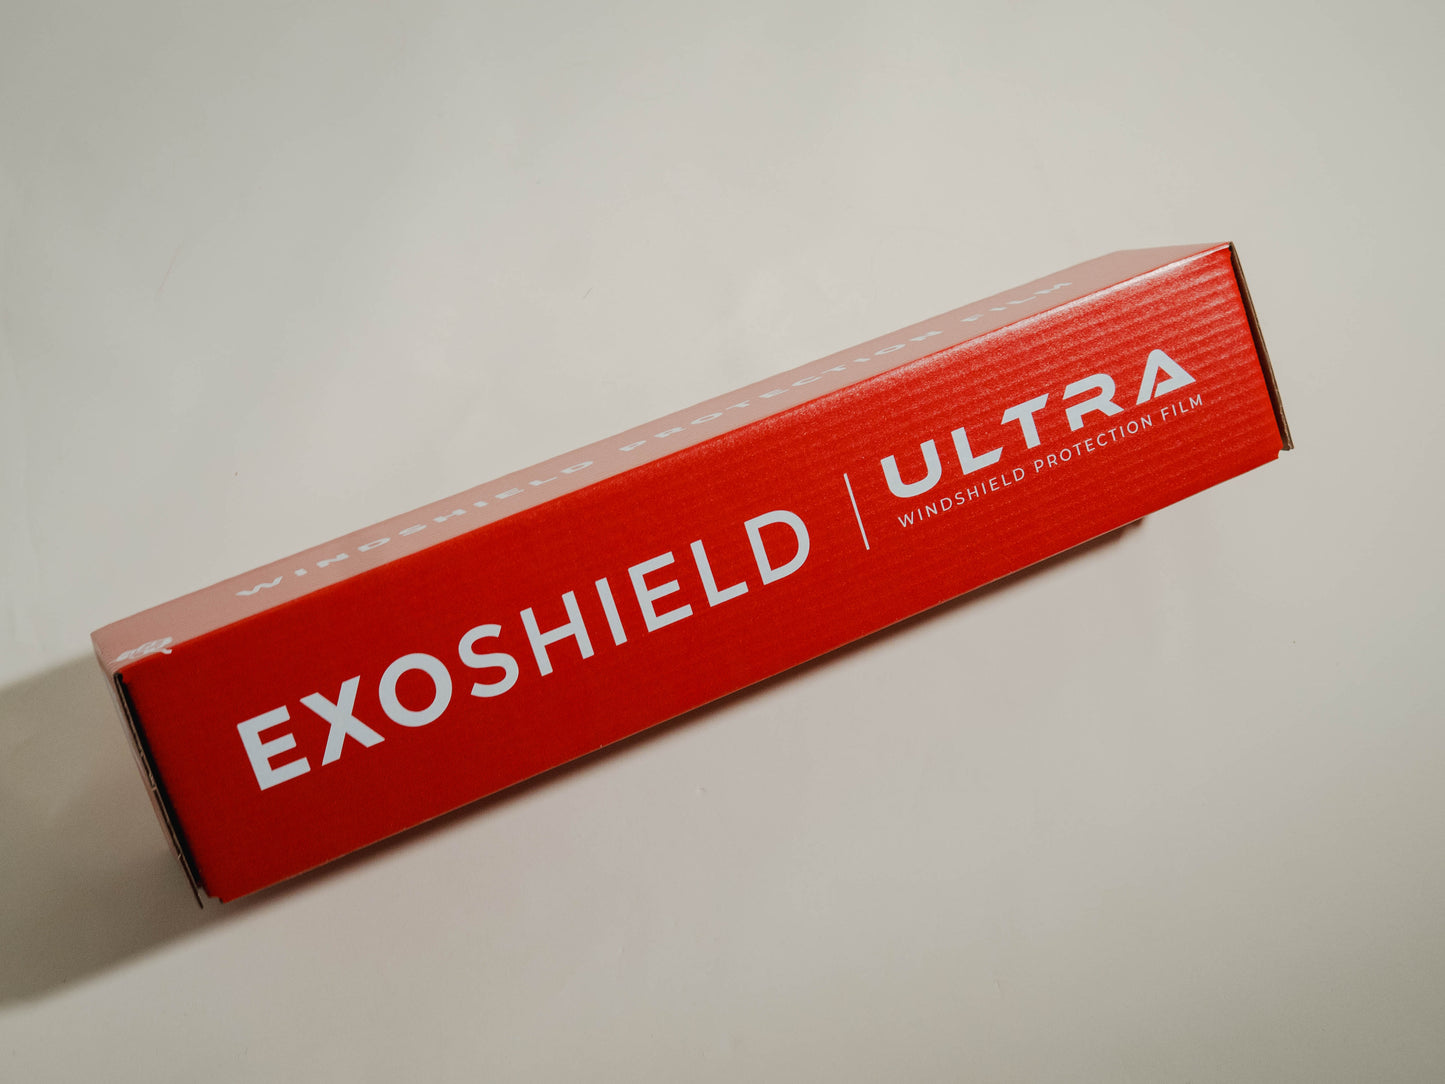 WINDSHIELD PROTECTION FILM
EXOSHIELD | ULTRA
WINDSHIELD PROTECTION FILM